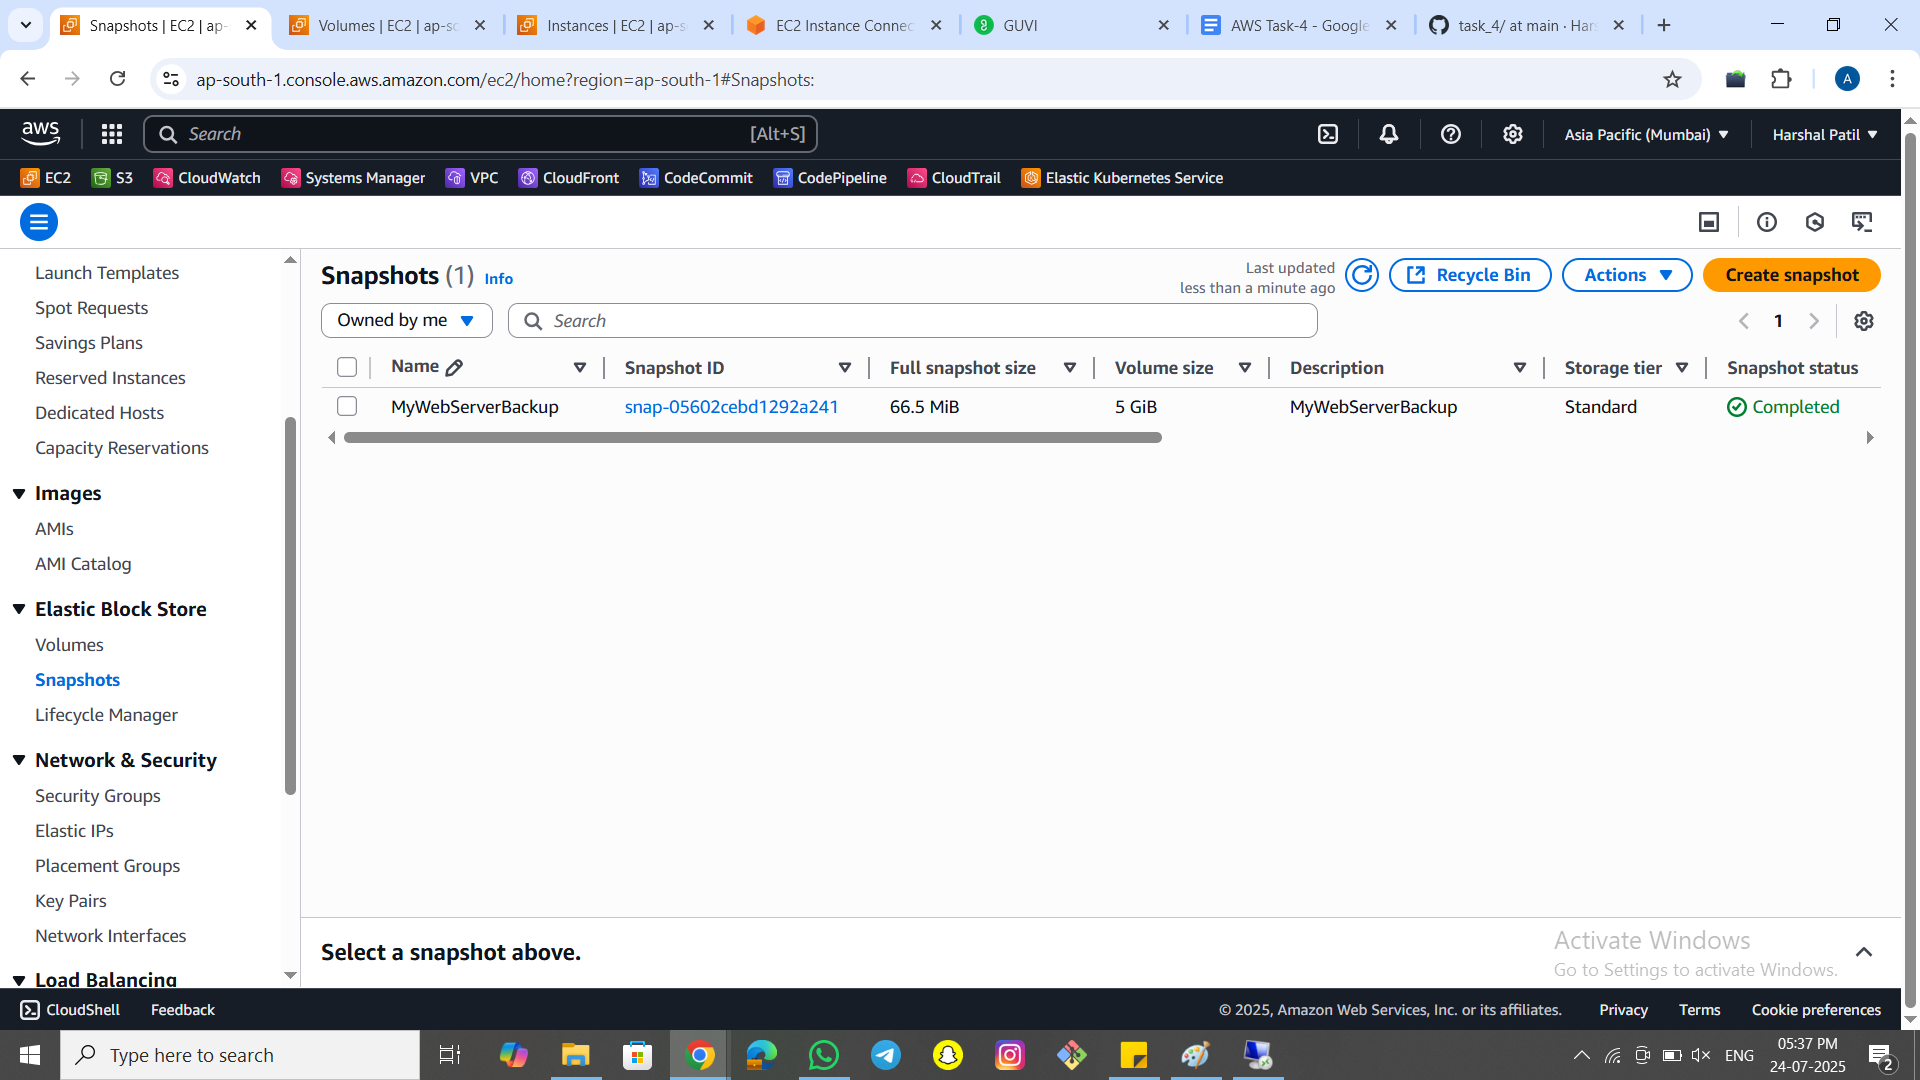 Snapshots | EC2 | ap-
Volumes | EC2 | ap-sc
Instances | EC2 | ap-s
EC2 Instance Connec
GUVI
AWS Task-4 - Google
task_4/ at main · Har
ap-south-1.console.aws.amazon.com/ec2/home?region=ap-south-1#Snapshots:
A
aws
Search
[Alt+S]
Asia Pacific (Mumbai)
Harshal Patil
EC2
S3
CloudWatch
Systems Manager
VPC
CloudFront
CodeCommit
CodePipeline
CloudTrail
Elastic Kubernetes Service
Launch Templates
Spot Requests
Savings Plans
Reserved Instances
Dedicated Hosts
Capacity Reservations
Images
AMIs
AMI Catalog
Elastic Block Store
Volumes
Snapshots
Lifecycle Manager
Network & Security
Security Groups
Elastic IPs
Placement Groups
Key Pairs
Network Interfaces
Load Balancing
Snapshots (1) Info
Last updated
less than a minute ago
Recycle Bin
Actions
Create snapshot
Owned by me
Search
1
Name
Snapshot ID
Full snapshot size
Volume size
Description
Storage tier
Snapshot status
MyWebServerBackup
snap-05602cebd1292a241
66.5 MiB
5 GiB
MyWebServerBackup
Standard
Completed
Select a snapshot above.
Activate Windows
Go to Settings to activate Windows.
CloudShell
Feedback
© 2025, Amazon Web Services, Inc. or its affiliates.
Privacy
Terms
Cookie preferences
Type here to search
ENG
05:37 PM
24-07-2025
2